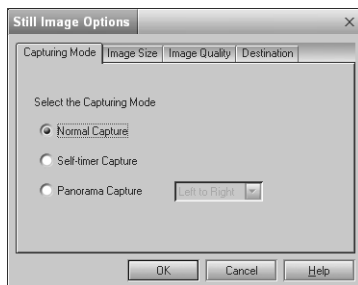 Still Image Options
Capturing Mode Image Size Image Quality Destination
Select the Capturing Mode
Normal Capture
Self-timer Capture
Panorama Capture Left to Right
OK Cancel Help